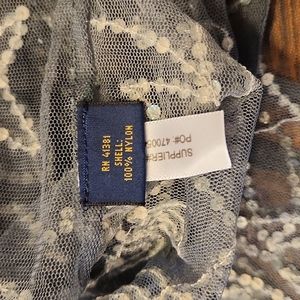 RN 41381
SHELL:
100% NYLON
SUPPLIER#
PO# 4700